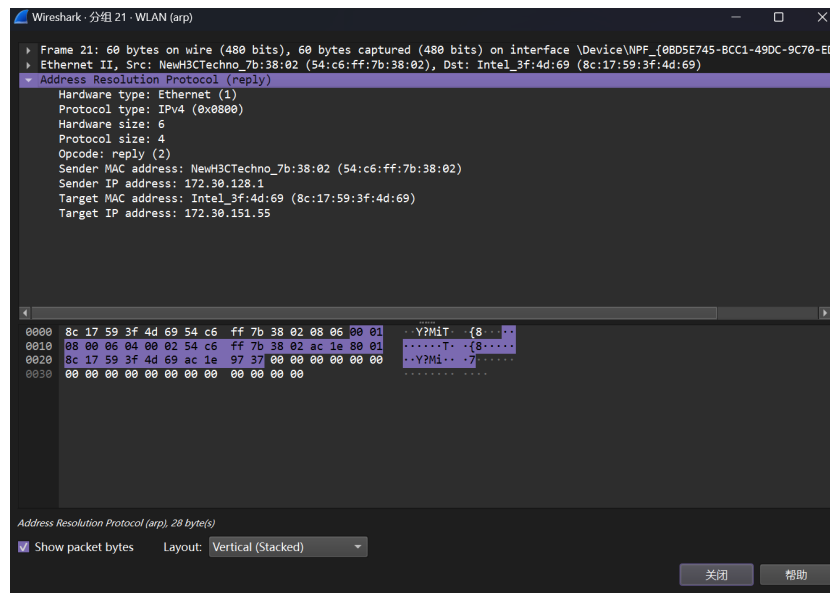 Wireshark · 分组 21 · WLAN (arp)
Frame 21: 60 bytes on wire (480 bits), 60 bytes captured (480 bits) on interface \Device\NPF_{0BD5E745-BCC1-49DC-9C70-ED
Ethernet II, Src: NewH3CTechno_7b:38:02 (54:c6:ff:7b:38:02), Dst: Intel_3f:4d:69 (8c:17:59:3f:4d:69)
Address Resolution Protocol (reply)
Hardware type: Ethernet (1)
Protocol type: IPv4 (0x0800)
Hardware size: 6
Protocol size: 4
Opcode: reply (2)
Sender MAC address: NewH3CTechno_7b:38:02 (54:c6:ff:7b:38:02)
Sender IP address: 172.30.128.1
Target MAC address: Intel_3f:4d:69 (8c:17:59:3f:4d:69)
Target IP address: 172.30.151.55
0000 8c 17 59 3f 4d 69 54 c6 ff 7b 38 02 08 06 00 01 ··Y?MiT· ·{8·····
0010 08 00 06 04 00 02 54 c6 ff 7b 38 02 ac 1e 80 01 ······T· ·{8·····
0020 8c 17 59 3f 4d 69 ac 1e 97 37 00 00 00 00 00 00 ··Y?Mi·· ·7······
0030 00 00 00 00 00 00 00 00 00 00 00 00 ········ ····
Address Resolution Protocol (arp), 28 byte(s)
Show packet bytes Layout: Vertical (Stacked)
关闭 帮助